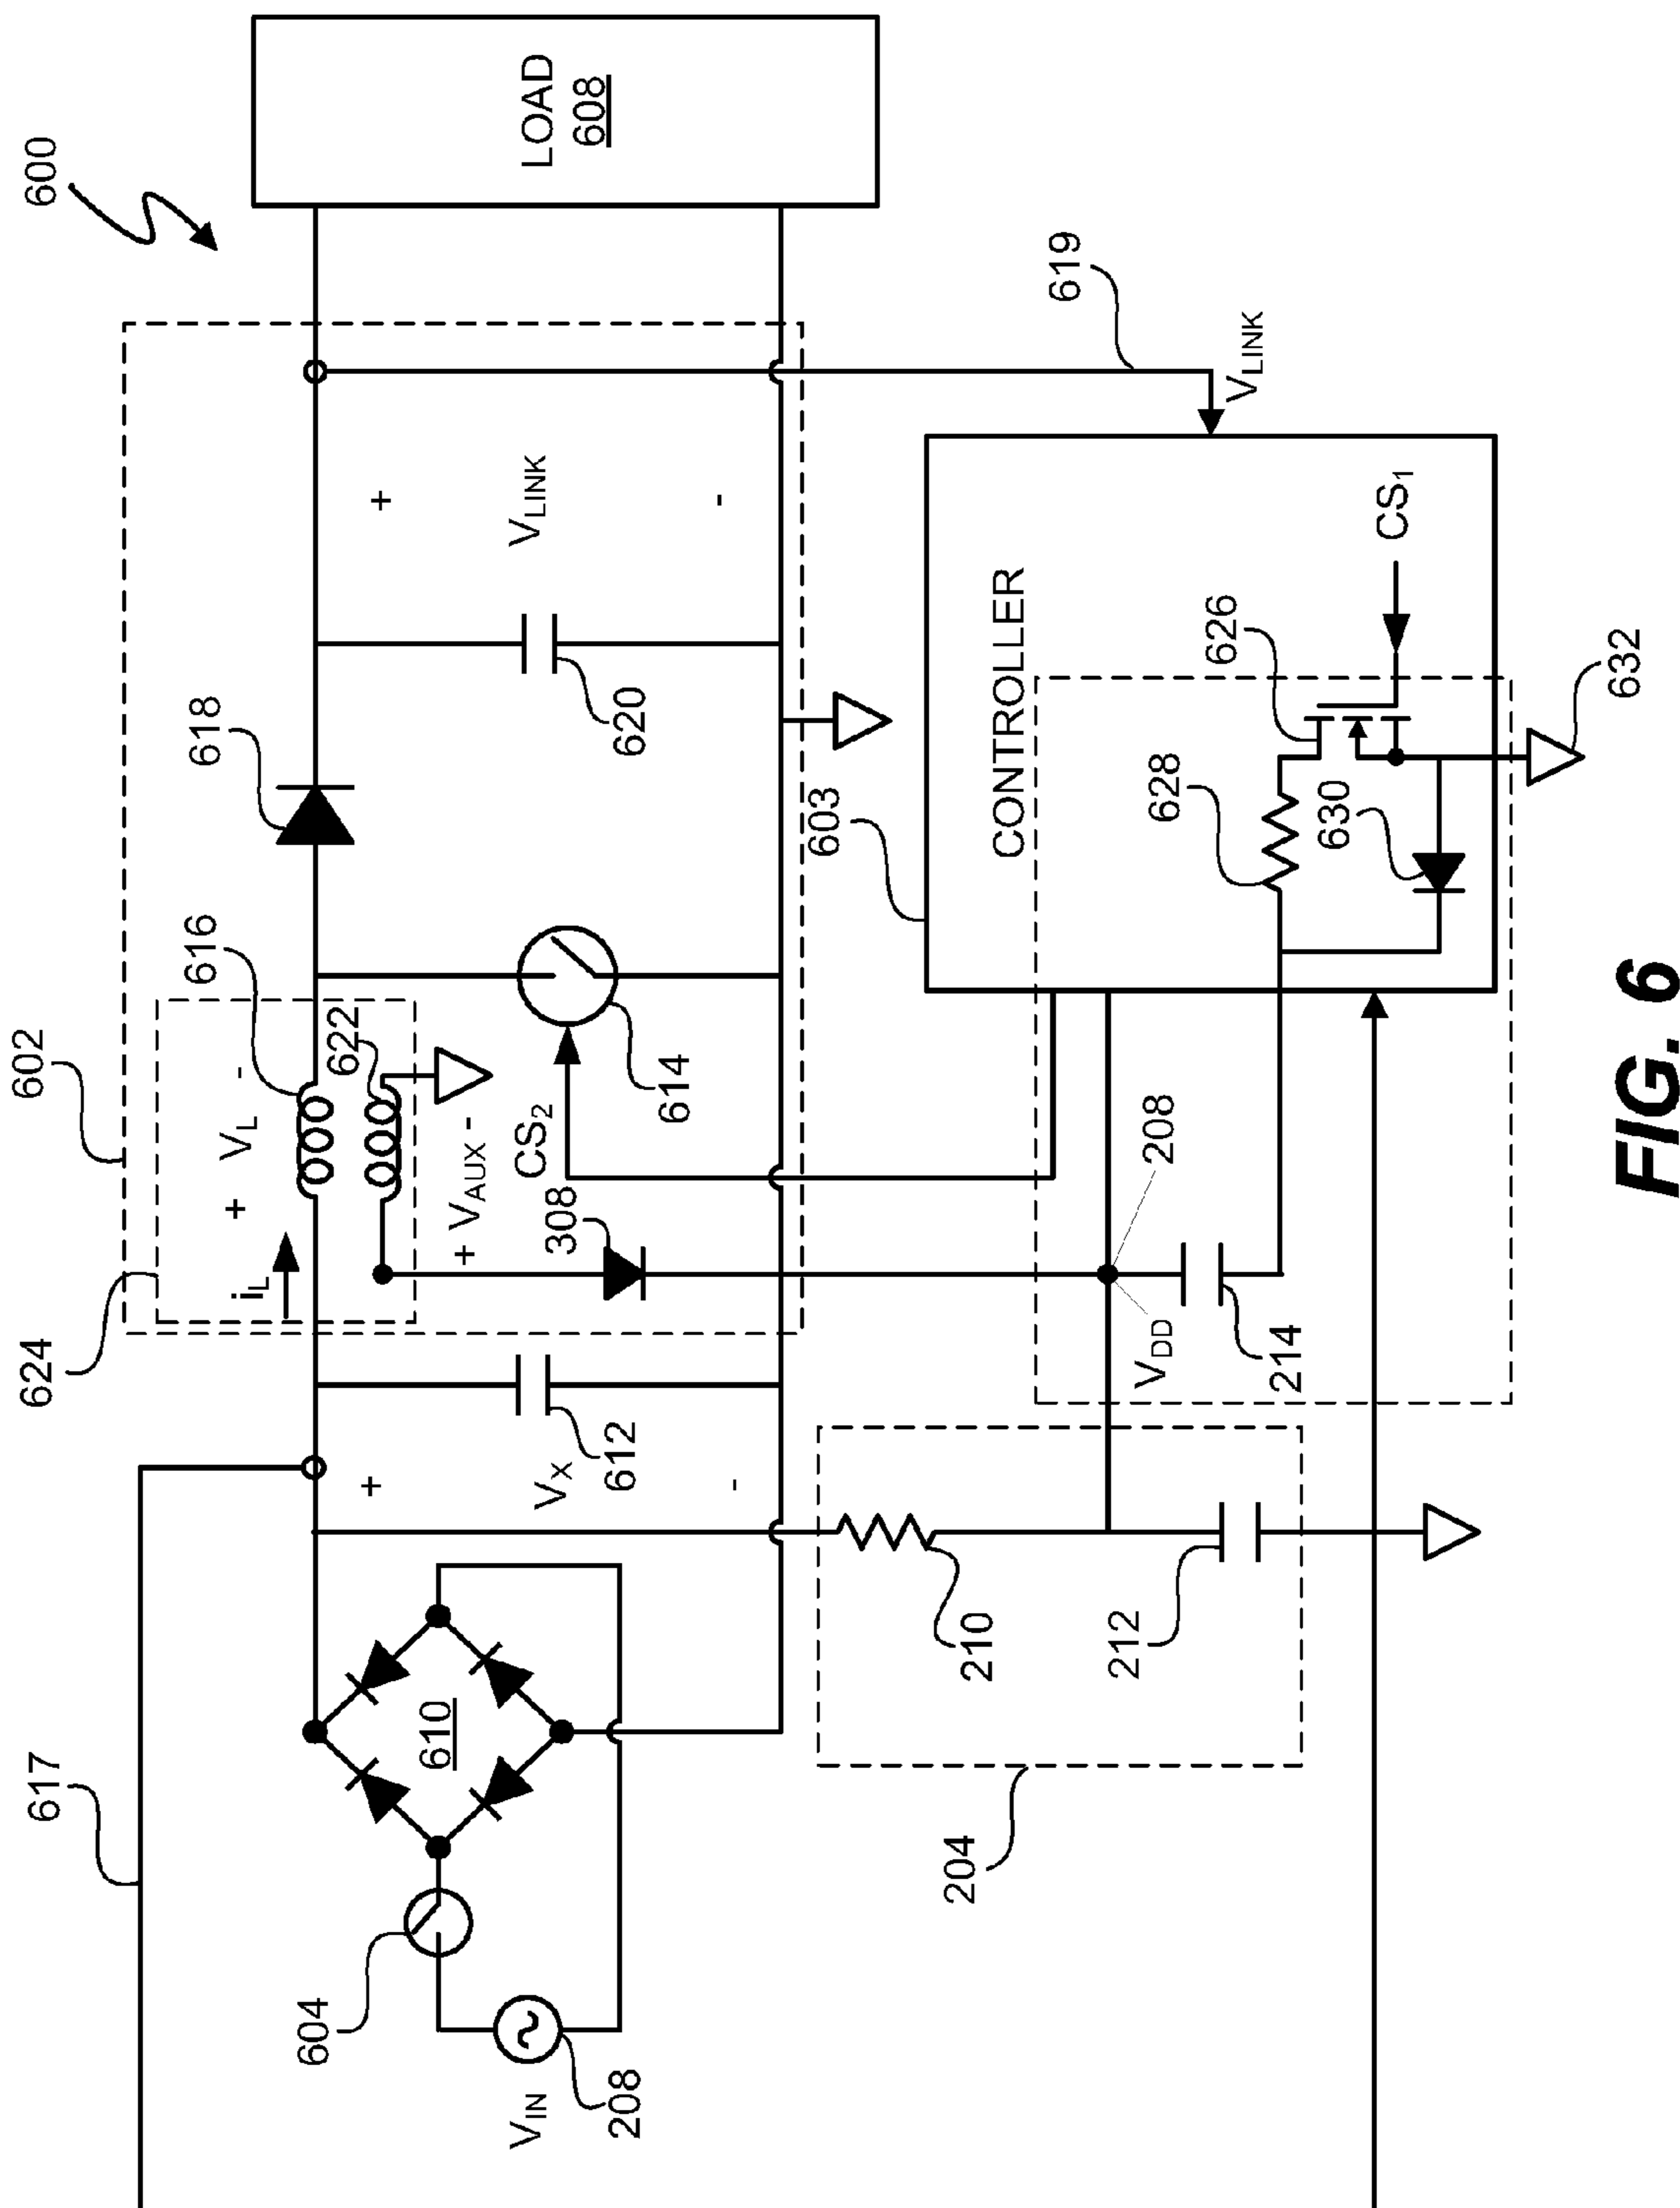 600
602
624
617
+ V_L -
i_L
616
622
618
LOAD
608
+
V_LINK
-
620
+ V_AUX -
CS₂
614
308
+
V_X
-
612
610
604
V_IN
208
204
210
212
V_DD
208
214
603
CONTROLLER
619
V_LINK
628
626
630
CS₁
632
FIG. 6